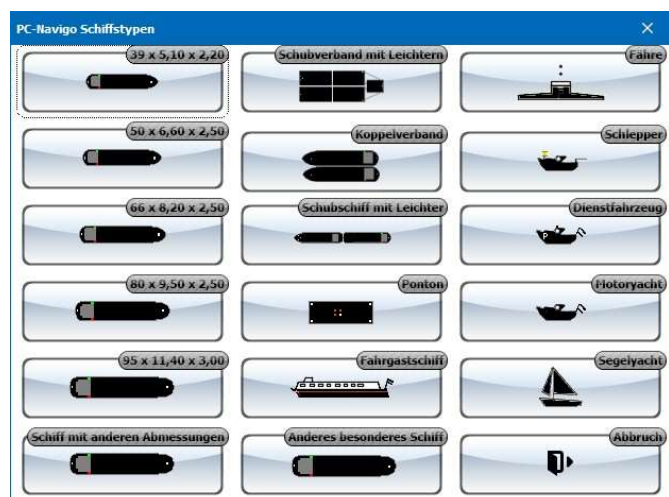 PC-Navigo Schiffstypen
39 x 5,10 x 2,20
Schubverband mit Leichtern
Fähre
50 x 6,60 x 2,50
Koppelverband
Schlepper
66 x 8,20 x 2,50
Schubschiff mit Leichter
Dienstfahrzeug
P
80 x 9,50 x 2,50
Ponton
Motoryacht
95 x 11,40 x 3,00
Fahrgastschiff
Segelyacht
Schiff mit anderen Abmessungen
Anderes besonderes Schiff
Abbruch